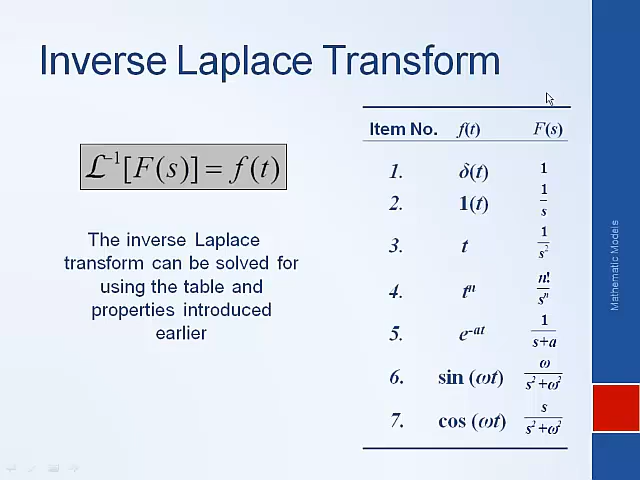 Inverse Laplace Transform
ℒ⁻¹[F(s)] = f(t)
The inverse Laplace
transform can be solved for
using the table and
properties introduced
earlier
Item No. f(t) F(s)
1. δ(t) 1
2. 1(t) 1/s
3. t 1/s²
4. tⁿ n!/sⁿ
5. e⁻ᵃᵗ 1/(s+a)
6. sin (ωt) ω/(s²+ω²)
7. cos (ωt) s/(s²+ω²)
Mathematic Models